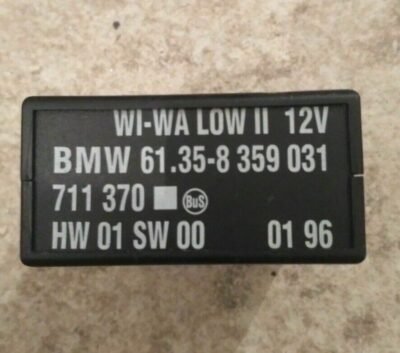 WI-WA LOW II 12V
BMW 61.35-8 359 031
711 370 BuS
HW 01 SW 00 01 96